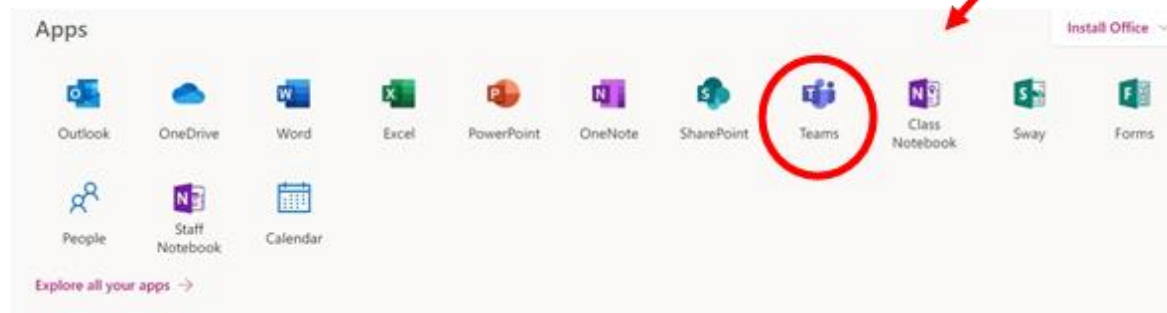 Apps
Install Office
Outlook OneDrive Word Excel PowerPoint OneNote SharePoint Teams Class Notebook Sway Forms
People Staff Notebook Calendar
Explore all your apps →